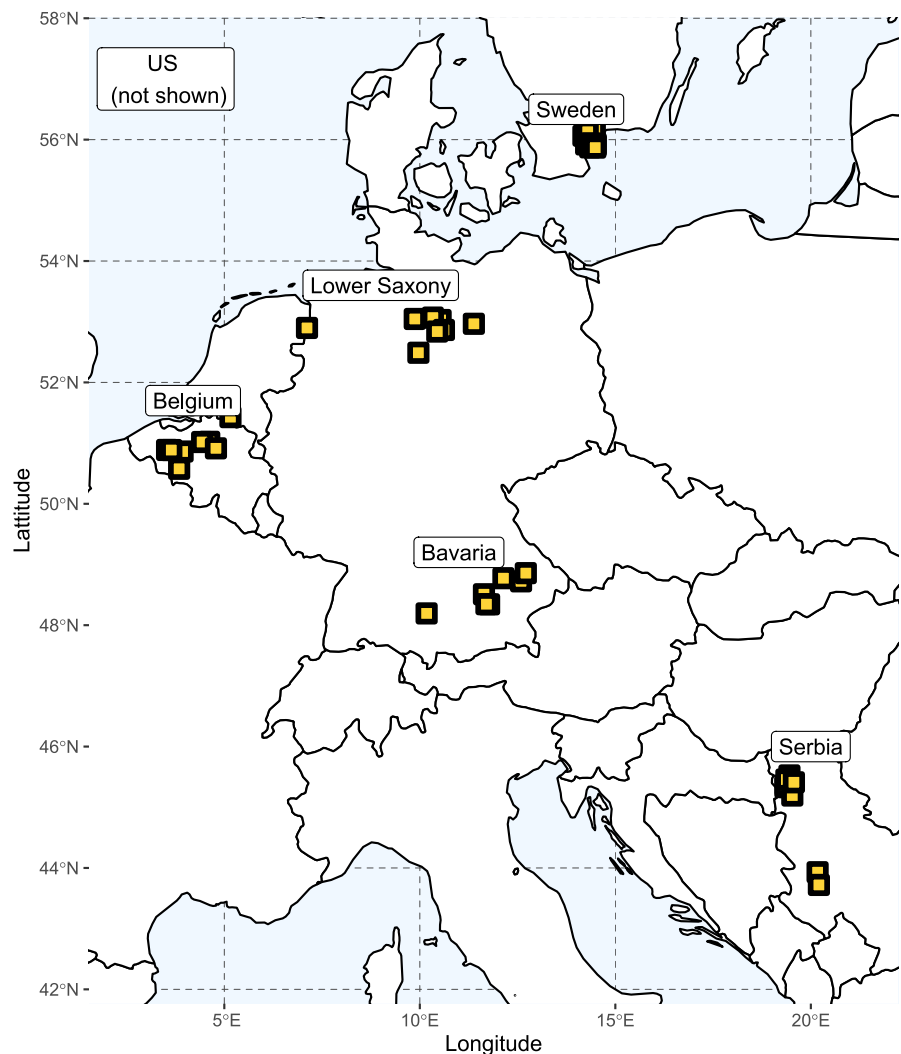 58°N
US
(not shown)
Sweden
56°N
54°N
Lower Saxony
52°N
Belgium
50°N
Bavaria
48°N
46°N
Serbia
44°N
42°N
Lattitude
5°E
10°E
15°E
20°E
Longitude